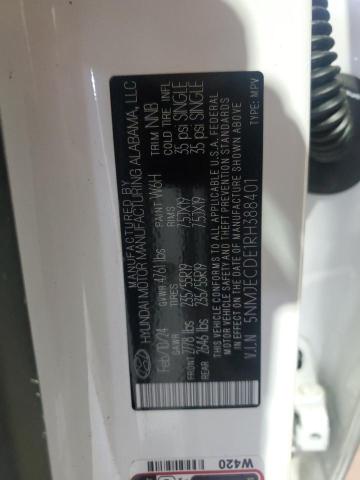 MANUFACTURED BY
HYUNDAI MOTOR MANUFACTURING ALABAMA, LLC
Feb/10/24 PAINT W6H TRIM NNB
GVWR 4761 lbs
GAWR TIRES RIMS COLD TIRE INFL
FRONT 2778 lbs 235/55R19 7.5JX19 35 psi SINGLE
REAR 2646 lbs 235/55R19 7.5JX19 35 psi SINGLE
THIS VEHICLE CONFORMS TO ALL APPLICABLE U.S.A. FEDERAL
MOTOR VEHICLE SAFETY AND THEFT PREVENTION STANDARDS
IN EFFECT ON THE DATE OF MANUFACTURE SHOWN ABOVE.
V.I.N 5NMJECDE1RH388401
TYPE: MPV
W420